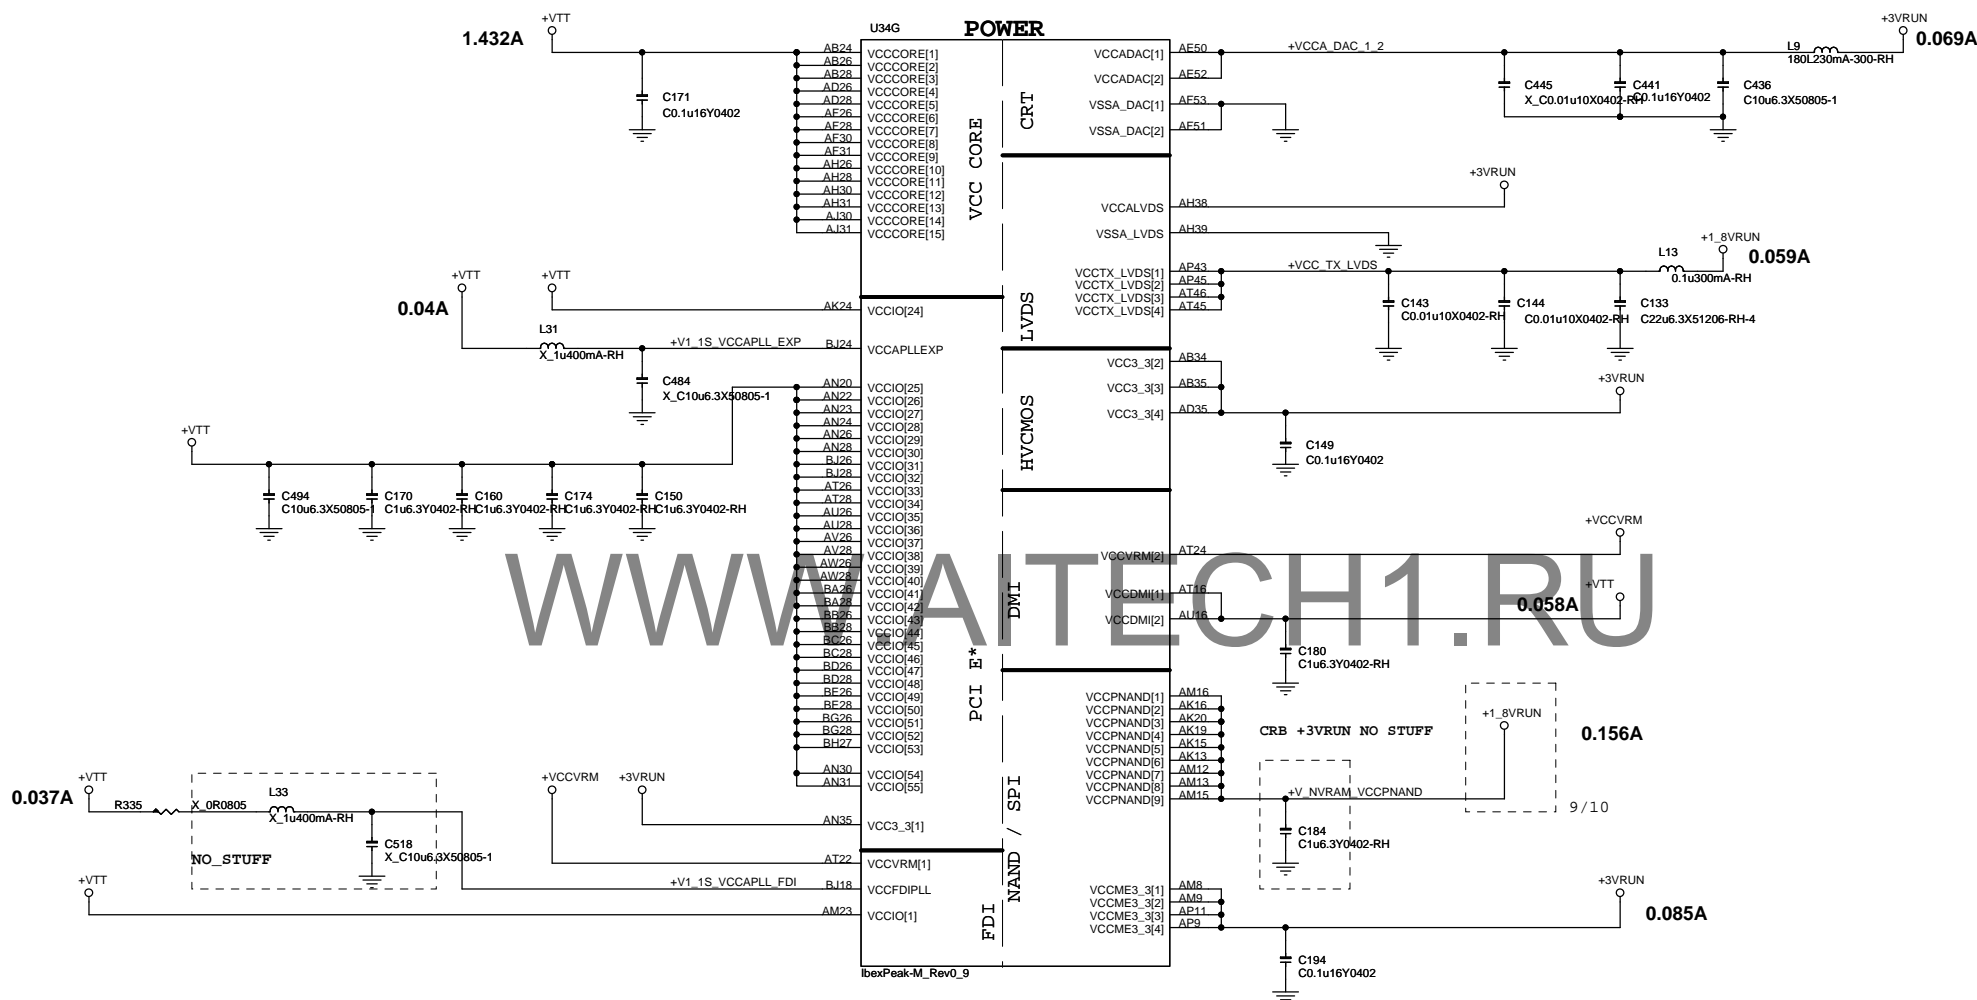 U34G
POWER
+VTT
1.432A
C171
C0.1u16Y0402
AB24 VCCCORE[1]
AB26 VCCCORE[2]
AB28 VCCCORE[3]
AD26 VCCCORE[4]
AD28 VCCCORE[5]
AF26 VCCCORE[6]
AF28 VCCCORE[7]
AF30 VCCCORE[8]
AF31 VCCCORE[9]
AH26 VCCCORE[10]
AH28 VCCCORE[11]
AH30 VCCCORE[12]
AH31 VCCCORE[13]
AJ30 VCCCORE[14]
AJ31 VCCCORE[15]
VCC CORE
+VTT
+VTT
0.04A
AK24 VCCIO[24]
L31
X_1u400mA-RH
+V1_1S_VCCAPLL_EXP
BJ24 VCCAPLLEXP
C484
X_C10u6.3X50805-1
+VTT
C494
C10u6.3X50805-1
C170
C1u6.3Y0402-RH
C160
C1u6.3Y0402-RH
C174
C1u6.3Y0402-RH
C150
C1u6.3Y0402-RH
AN20 VCCIO[25]
AN22 VCCIO[26]
AN23 VCCIO[27]
AN24 VCCIO[28]
AN26 VCCIO[29]
AN28 VCCIO[30]
BJ26 VCCIO[31]
BJ28 VCCIO[32]
AT26 VCCIO[33]
AT28 VCCIO[34]
AU26 VCCIO[35]
AU28 VCCIO[36]
AV26 VCCIO[37]
AV28 VCCIO[38]
AW26 VCCIO[39]
AW28 VCCIO[40]
BA26 VCCIO[41]
BA28 VCCIO[42]
BB26 VCCIO[43]
BB28 VCCIO[44]
BC26 VCCIO[45]
BC28 VCCIO[46]
BD26 VCCIO[47]
BD28 VCCIO[48]
BE26 VCCIO[49]
BE28 VCCIO[50]
BG26 VCCIO[51]
BG28 VCCIO[52]
BH27 VCCIO[53]
AN30 VCCIO[54]
AN31 VCCIO[55]
PCI E*
+VCCVRM
+3VRUN
AN35 VCC3_3[1]
AT22 VCCVRM[1]
+VTT
0.037A
R335
X_0R0805
L33
X_1u400mA-RH
C518
X_C10u6.3X50805-1
NO_STUFF
+V1_1S_VCCAPLL_FDI
BJ18 VCCFDIPLL
+VTT
AM23 VCCIO[1]
FDI
IbexPeak-M_Rev0_9
CRT
VCCADAC[1] AE50
VCCADAC[2] AE52
VSSA_DAC[1] AF53
VSSA_DAC[2] AF51
+VCCA_DAC_1_2
C445
X_C0.01u10X0402-RH
C441
C0.1u16Y0402
C436
C10u6.3X50805-1
L9
180L230mA-300-RH
+3VRUN
0.069A
LVDS
+3VRUN
VCCALVDS AH38
VSSA_LVDS AH39
VCCTX_LVDS[1] AP43
VCCTX_LVDS[2] AP45
VCCTX_LVDS[3] AT46
VCCTX_LVDS[4] AT45
+VCC_TX_LVDS
C143
C0.01u10X0402-RH
C144
C0.01u10X0402-RH
C133
C22u6.3X51206-RH-4
L13
0.1u300mA-RH
+1_8VRUN
0.059A
HVCMOS
VCC3_3[2] AB34
VCC3_3[3] AB35
VCC3_3[4] AD35
+3VRUN
C149
C0.1u16Y0402
DMI
+VCCVRM
VCCVRM[2] AT24
VCCDMI[1] AT16
VCCDMI[2] AU16
+VTT
0.058A
C180
C1u6.3Y0402-RH
NAND / SPI
VCCPNAND[1] AM16
VCCPNAND[2] AK16
VCCPNAND[3] AK20
VCCPNAND[4] AK19
VCCPNAND[5] AK15
VCCPNAND[6] AK13
VCCPNAND[7] AM12
VCCPNAND[8] AM13
VCCPNAND[9] AM15
CRB +3VRUN NO STUFF
+V_NVRAM_VCCPNAND
C184
C1u6.3Y0402-RH
+1_8VRUN
0.156A
9/10
VCCME3_3[1] AM8
VCCME3_3[2] AM9
VCCME3_3[3] AP11
VCCME3_3[4] AP9
+3VRUN
0.085A
C194
C0.1u16Y0402
WWW.AITECH1.RU